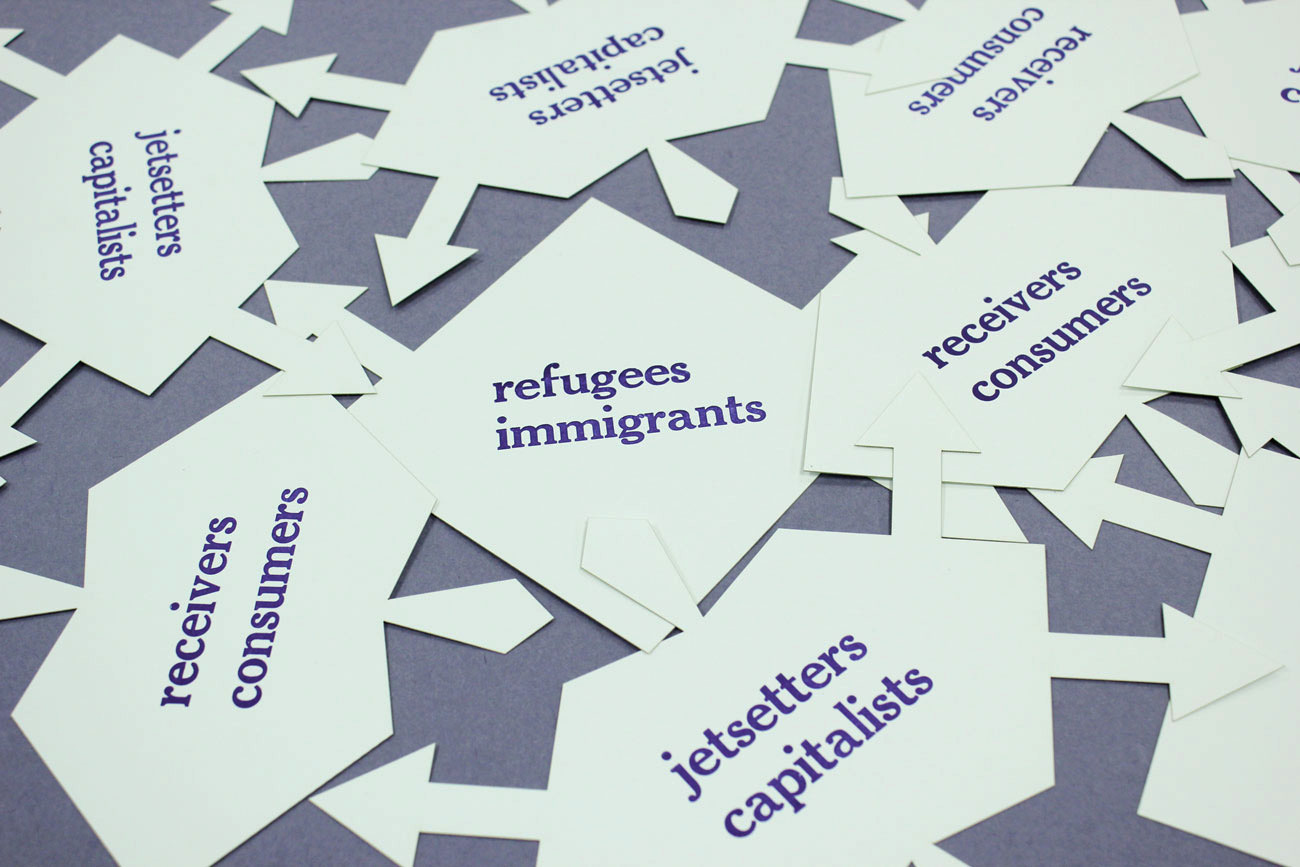 jetsetters
capitalists
receivers
consumers
jetsetters
capitalists
refugees
immigrants
receivers
consumers
receivers
consumers
jetsetters
capitalists